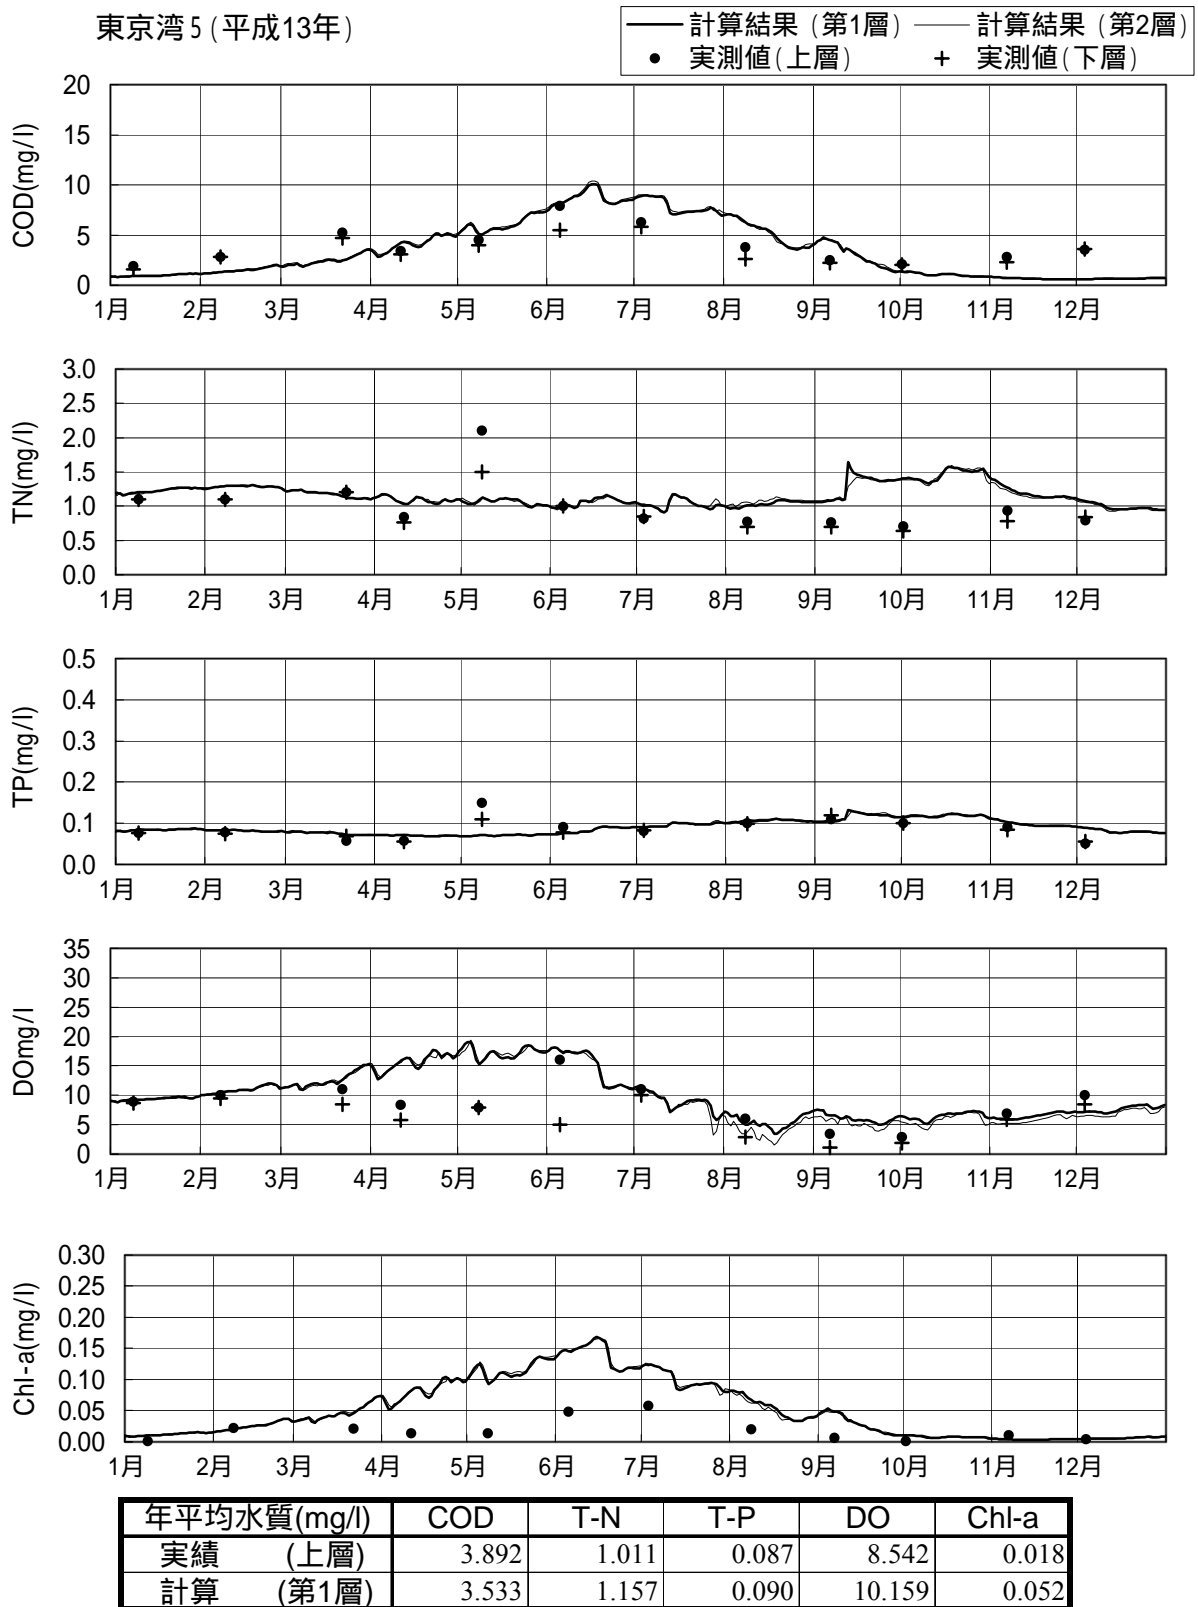 東京湾5(平成13年)
計算結果 (第1層) 計算結果 (第2層)
実測値(上層) 実測値(下層)
COD(mg/l)
20
15
10
5
0
1月 2月 3月 4月 5月 6月 7月 8月 9月 10月 11月 12月
TN(mg/l)
3.0
2.5
2.0
1.5
1.0
0.5
0.0
1月 2月 3月 4月 5月 6月 7月 8月 9月 10月 11月 12月
TP(mg/l)
0.5
0.4
0.3
0.2
0.1
0.0
1月 2月 3月 4月 5月 6月 7月 8月 9月 10月 11月 12月
DOmg/l
35
30
25
20
15
10
5
0
1月 2月 3月 4月 5月 6月 7月 8月 9月 10月 11月 12月
Chl-a(mg/l)
0.30
0.25
0.20
0.15
0.10
0.05
0.00
1月 2月 3月 4月 5月 6月 7月 8月 9月 10月 11月 12月
年平均水質(mg/l) COD T-N T-P DO Chl-a
実績 (上層) 3.892 1.011 0.087 8.542 0.018
計算 (第1層) 3.533 1.157 0.090 10.159 0.052